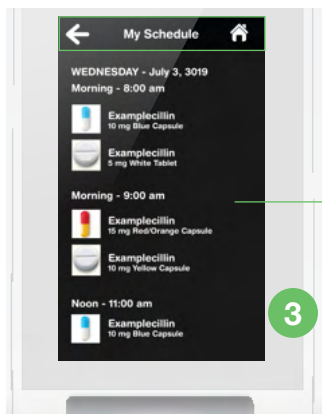 My Schedule
WEDNESDAY - July 3, 3019
Morning - 8:00 am
Examplecillin
10 mg Blue Capsule
Examplecillin
5 mg White Tablet
Morning - 9:00 am
Examplecillin
15 mg Red/Orange Capsule
Examplecillin
10 mg Yellow Capsule
Noon - 11:00 am
Examplecillin
10 mg Blue Capsule
3